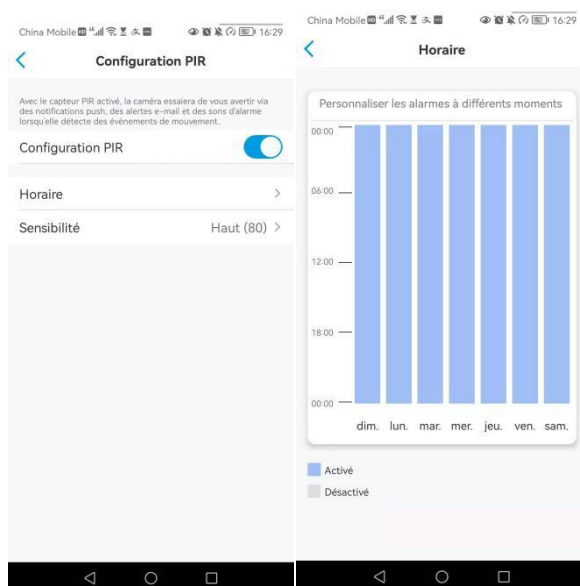 China Mobile 16:29
Configuration PIR
Avec le capteur PIR activé, la caméra essaiera de vous avertir via
des notifications push, des alertes e-mail et des sons d'alarme
lorsqu'elle détecte des événements de mouvement.
Configuration PIR
Horaire
Sensibilité Haut (80)
China Mobile 16:29
Horaire
Personnaliser les alarmes à différents moments
00:00
06:00
12:00
18:00
00:00
dim. lun. mar. mer. jeu. ven. sam.
Activé
Désactivé